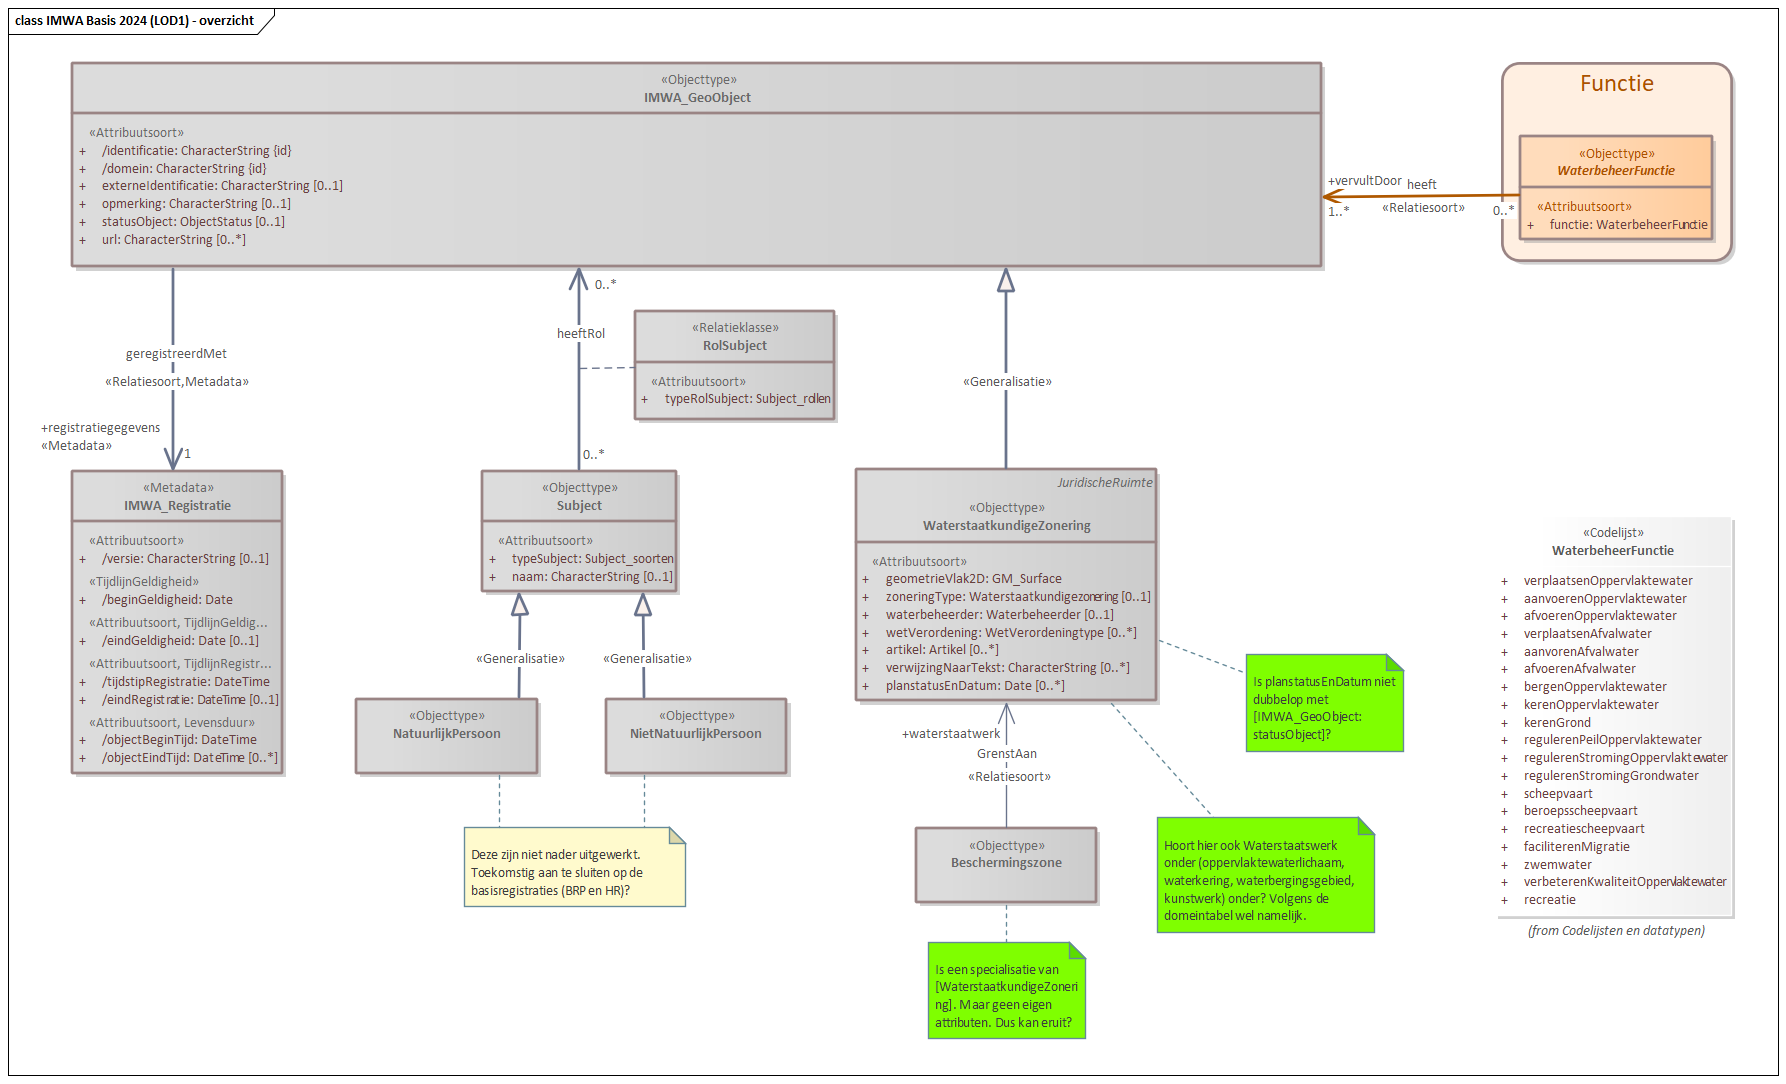 class IMWA Basis 2024 (LOD1) - overzicht
«Objecttype»
IMWA_GeoObject
«Attribuutsoort»
+ /identificatie: CharacterString {id}
+ /domein: CharacterString {id}
+ externeIdentificatie: CharacterString [0..1]
+ opmerking: CharacterString [0..1]
+ statusObject: ObjectStatus [0..1]
+ url: CharacterString [0..*]
Functie
«Objecttype»
WaterbeheerFunctie
«Attribuutsoort»
+ functie: WaterbeheerFunctie
+vervultDoor heeft
1..* «Relatiesoort» 0..*
geregistreerdMet
«Relatiesoort,Metadata»
+registratiegegevens
«Metadata»
1
0..*
heeftRol
0..*
«Relatieklasse»
RolSubject
«Attribuutsoort»
+ typeRolSubject: Subject_rollen
«Generalisatie»
«Metadata»
IMWA_Registratie
«Attribuutsoort»
+ /versie: CharacterString [0..1]
«TijdlijnGeldigheid»
+ /beginGeldigheid: Date
«Attribuutsoort, TijdlijnGeldig...
+ /eindGeldigheid: Date [0..1]
«Attribuutsoort, TijdlijnRegistr...
+ /tijdstipRegistratie: DateTime
+ /eindRegistratie: DateTime [0..1]
«Attribuutsoort, Levensduur»
+ /objectBeginTijd: DateTime
+ /objectEindTijd: DateTime [0..*]
«Objecttype»
Subject
«Attribuutsoort»
+ typeSubject: Subject_soorten
+ naam: CharacterString [0..1]
«Generalisatie»
«Generalisatie»
«Objecttype»
NatuurlijkPersoon
«Objecttype»
NietNatuurlijkPersoon
Deze zijn niet nader uitgewerkt.
Toekomstig aan te sluiten op de
basisregistraties (BRP en HR)?
JuridischeRuimte
«Objecttype»
WaterstaatkundigeZonering
«Attribuutsoort»
+ geometrieVlak2D: GM_Surface
+ zoneringType: Waterstaatkundigezonering [0..1]
+ waterbeheerder: Waterbeheerder [0..1]
+ wetVerordening: WetVerordeningtype [0..*]
+ artikel: Artikel [0..*]
+ verwijzingNaarTekst: CharacterString [0..*]
+ planstatusEnDatum: Date [0..*]
+waterstaatwerk
GrenstAan
«Relatiesoort»
«Objecttype»
Beschermingszone
Is een specialisatie van
[WaterstaatkundigeZoneri
ng]. Maar geen eigen
attributen. Dus kan eruit?
Is planstatusEnDatum niet
dubbelop met
[IMWA_GeoObject:
statusObject]?
Hoort hier ook Waterstaatswerk
onder (oppervlaktewaterlichaam,
waterkering, waterbergingsgebied,
kunstwerk) onder? Volgens de
domeintabel wel namelijk.
«Codelijst»
WaterbeheerFunctie
+ verplaatsenOppervlaktewater
+ aanvoerenOppervlaktewater
+ afvoerenOppervlaktewater
+ verplaatsenAfvalwater
+ aanvorenAfvalwater
+ afvoerenAfvalwater
+ bergenOppervlaktewater
+ kerenOppervlaktewater
+ kerenGrond
+ regulerenPeilOppervlaktewater
+ regulerenStromingOppervlaktewater
+ regulerenStromingGrondwater
+ scheepvaart
+ beroepsscheepvaart
+ recreatiescheepvaart
+ faciliterenMigratie
+ zwemwater
+ verbeterenKwaliteitOppervlaktewater
+ recreatie
(from Codelijsten en datatypen)